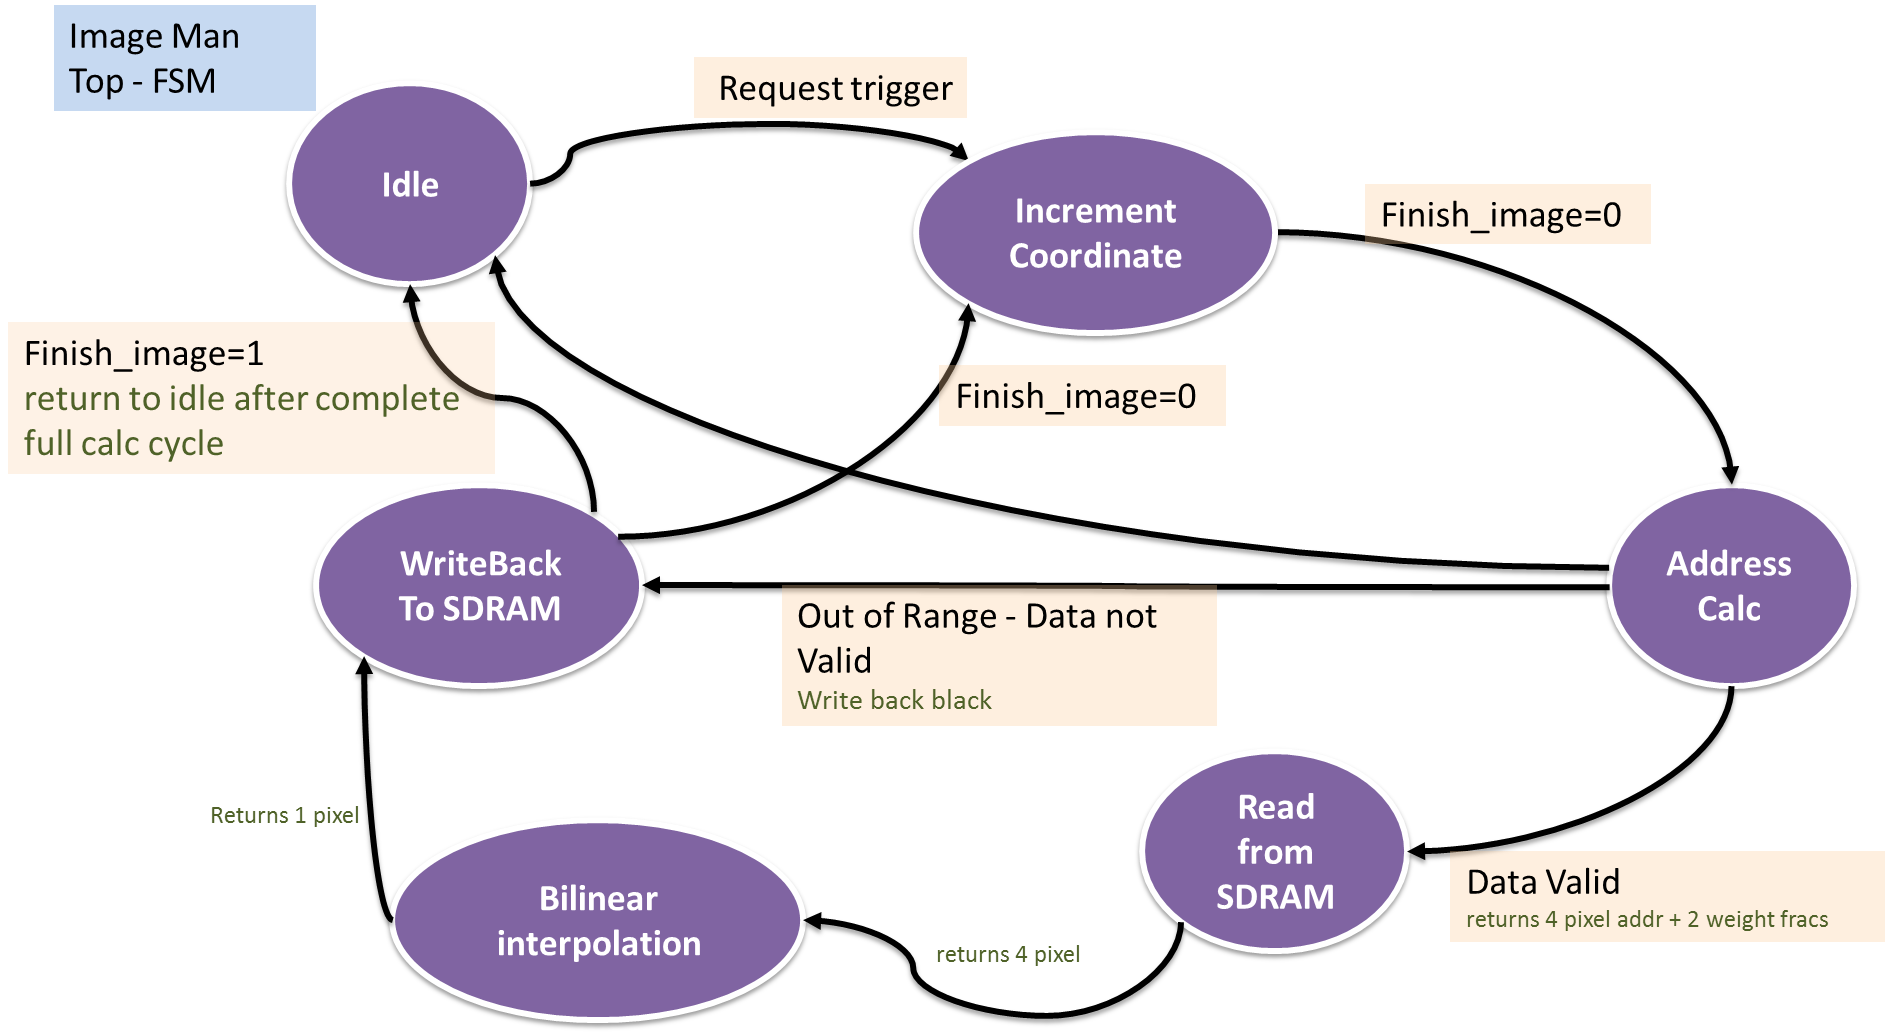 Image Man
Top - FSM
Request trigger
Idle
Increment
Coordinate
Finish_image=0
Finish_image=1
return to idle after complete
full calc cycle
Finish_image=0
WriteBack
To SDRAM
Address
Calc
Out of Range - Data not
Valid
Write back black
Read
from
SDRAM
Returns 1 pixel
Data Valid
returns 4 pixel addr + 2 weight fracs
Bilinear
interpolation
returns 4 pixel